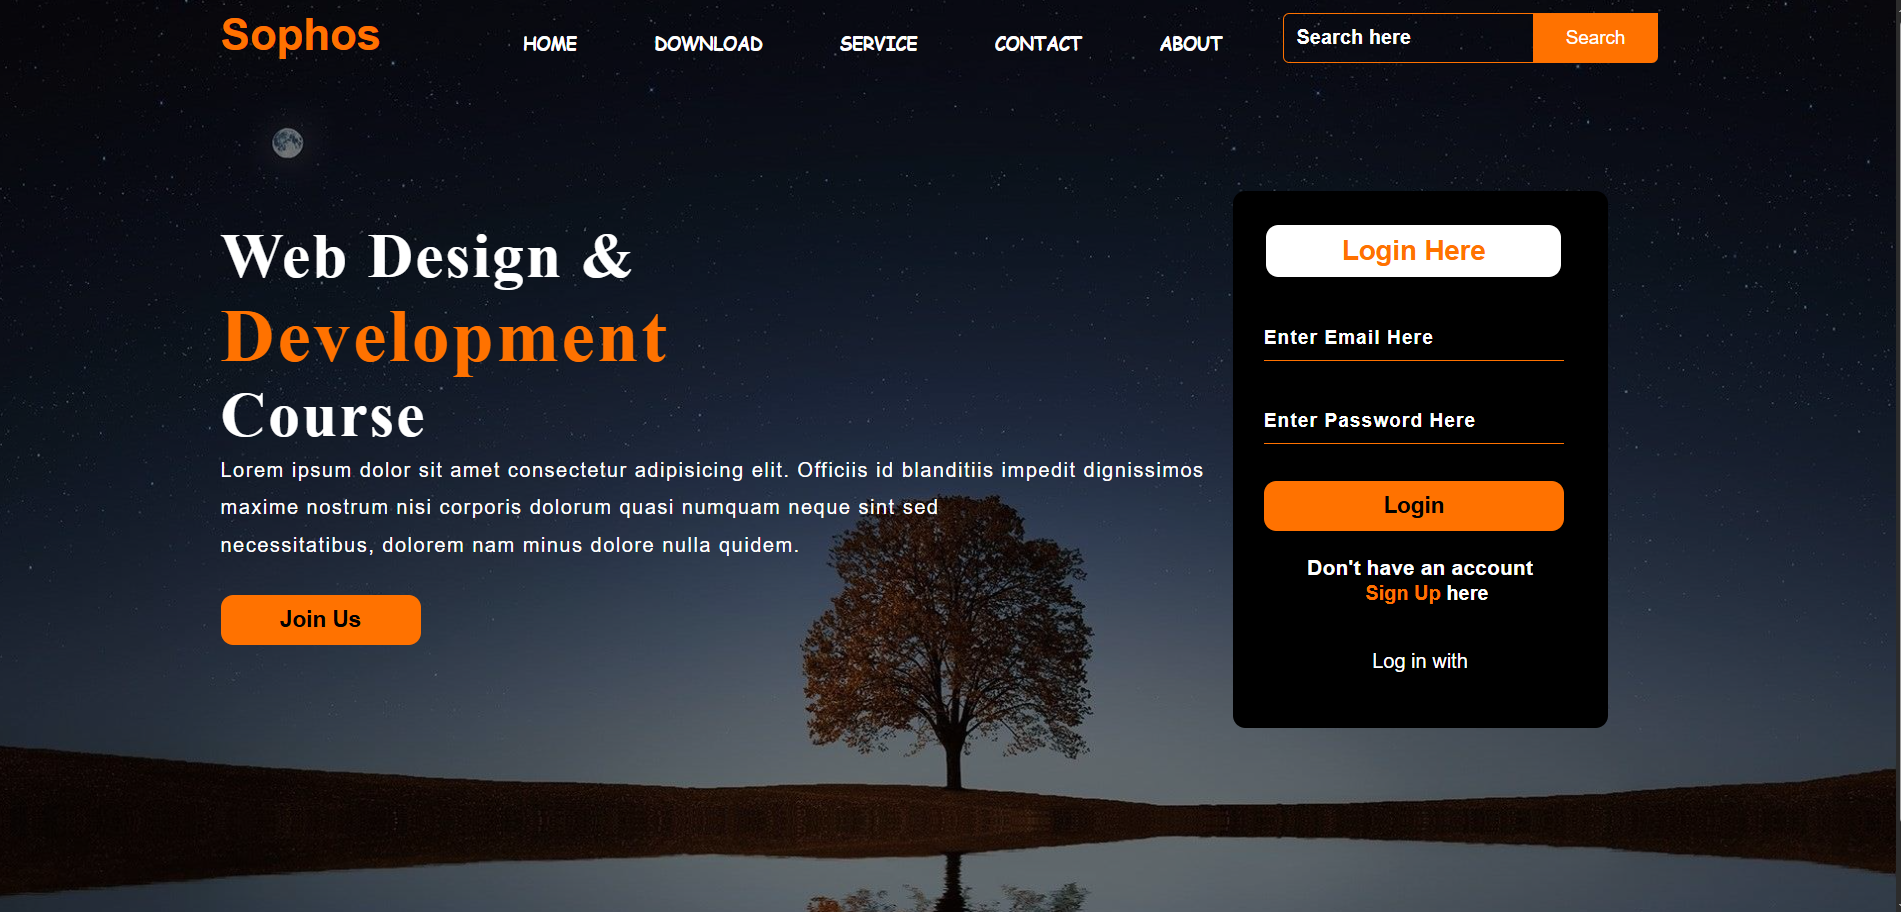 Sophos
HOME
DOWNLOAD
SERVICE
CONTACT
ABOUT
Search here
Search
Web Design &
Development
Course
Lorem ipsum dolor sit amet consectetur adipisicing elit. Officiis id blanditiis impedit dignissimos
maxime nostrum nisi corporis dolorum quasi numquam neque sint sed
necessitatibus, dolorem nam minus dolore nulla quidem.
Join Us
Login Here
Enter Email Here
Enter Password Here
Login
Don't have an account
Sign Up here
Log in with